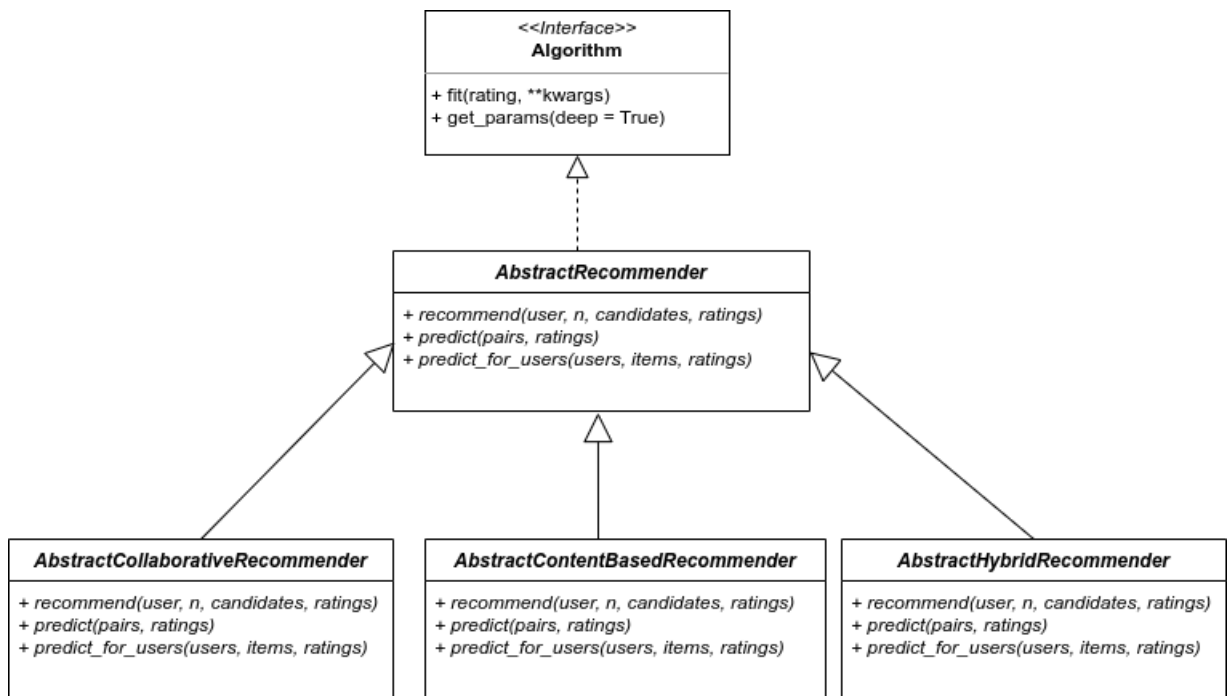 <<Interface>>
Algorithm
+ fit(rating, **kwargs)
+ get_params(deep = True)
AbstractRecommender
+ recommend(user, n, candidates, ratings)
+ predict(pairs, ratings)
+ predict_for_users(users, items, ratings)
AbstractCollaborativeRecommender
+ recommend(user, n, candidates, ratings)
+ predict(pairs, ratings)
+ predict_for_users(users, items, ratings)
AbstractContentBasedRecommender
+ recommend(user, n, candidates, ratings)
+ predict(pairs, ratings)
+ predict_for_users(users, items, ratings)
AbstractHybridRecommender
+ recommend(user, n, candidates, ratings)
+ predict(pairs, ratings)
+ predict_for_users(users, items, ratings)